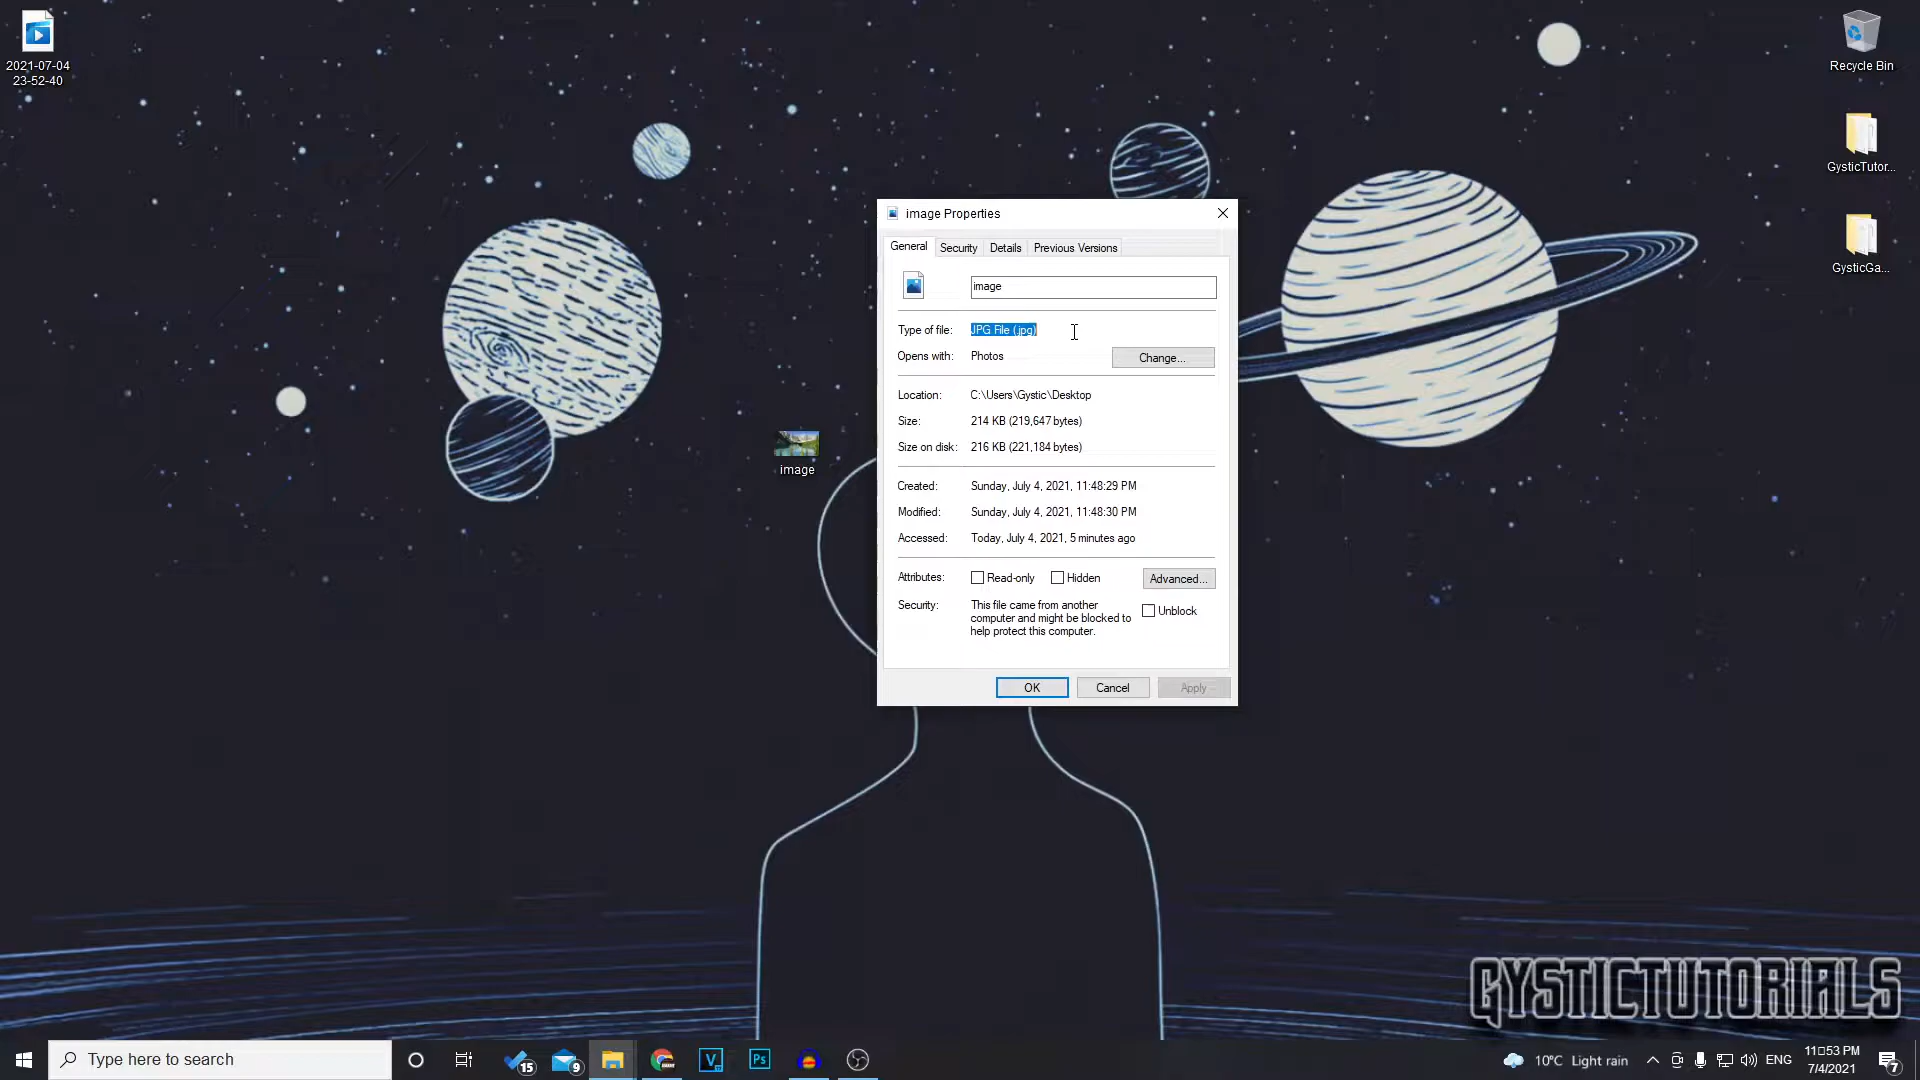 2021-07-04
23-52-40
Recycle Bin
GysticTutor...
GysticGa...
image
image Properties
General Security Details Previous Versions
image
Type of file: JPG File (.jpg)
Opens with: Photos Change...
Location: C:\Users\Gystic\Desktop
Size: 214 KB (219,647 bytes)
Size on disk: 216 KB (221,184 bytes)
Created: Sunday, July 4, 2021, 11:48:29 PM
Modified: Sunday, July 4, 2021, 11:48:30 PM
Accessed: Today, July 4, 2021, 5 minutes ago
Attributes: Read-only Hidden Advanced...
Security: This file came from another
computer and might be blocked to
help protect this computer.
Unblock
OK Cancel Apply
GYSTICTUTORIALS
Type here to search
15
9
V
Ps
10°C Light rain
ENG
11□53 PM
7/4/2021
7